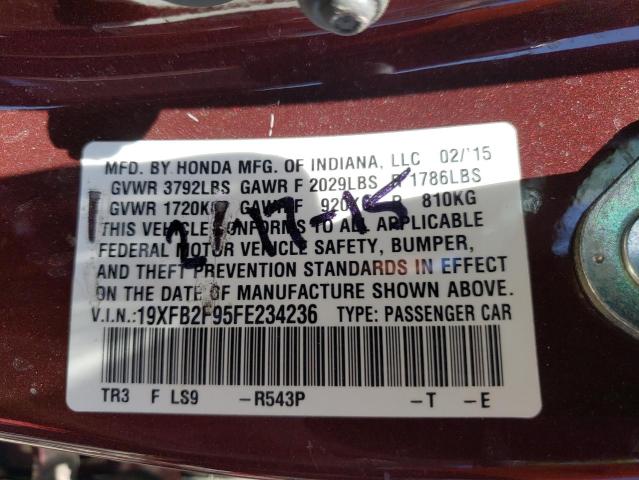 MFD. BY HONDA MFG. OF INDIANA, LLC 02/'15
GVWR 3792LBS GAWR F 2029LBS R 1786LBS
GVWR 1720KG GAWR F 920 R 810KG
THIS VEHICLE CONFORMS TO ALL APPLICABLE
FEDERAL MOTOR VEHICLE SAFETY, BUMPER,
AND THEFT PREVENTION STANDARDS IN EFFECT
ON THE DATE OF MANUFACTURE SHOWN ABOVE.
V.I.N.:19XFB2F95FE234236 TYPE: PASSENGER CAR
TR3 F LS9 -R543P -T -E
2/17-15